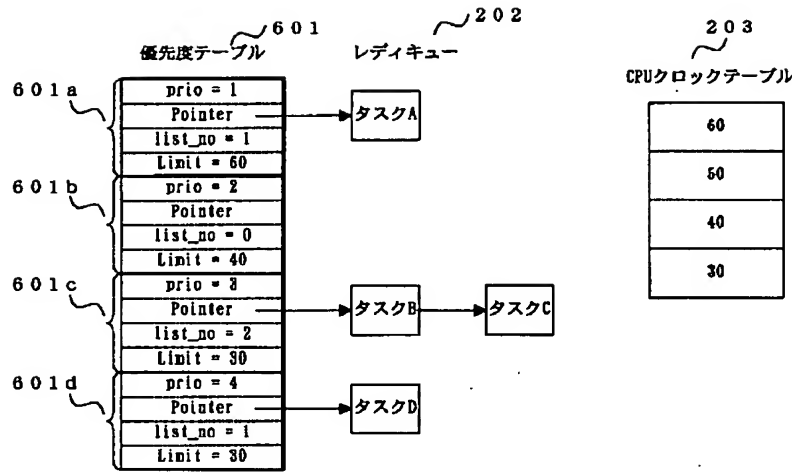 601
優先度テーブル
202
レディキュー
203
CPUクロックテーブル
601a
prio = 1
Pointer
list_no = 1
Limit = 60
タスクA
601b
prio = 2
Pointer
list_no = 0
Limit = 40
601c
prio = 3
Pointer
list_no = 2
Limit = 30
タスクB
タスクC
601d
prio = 4
Pointer
list_no = 1
Limit = 30
タスクD
60
50
40
30